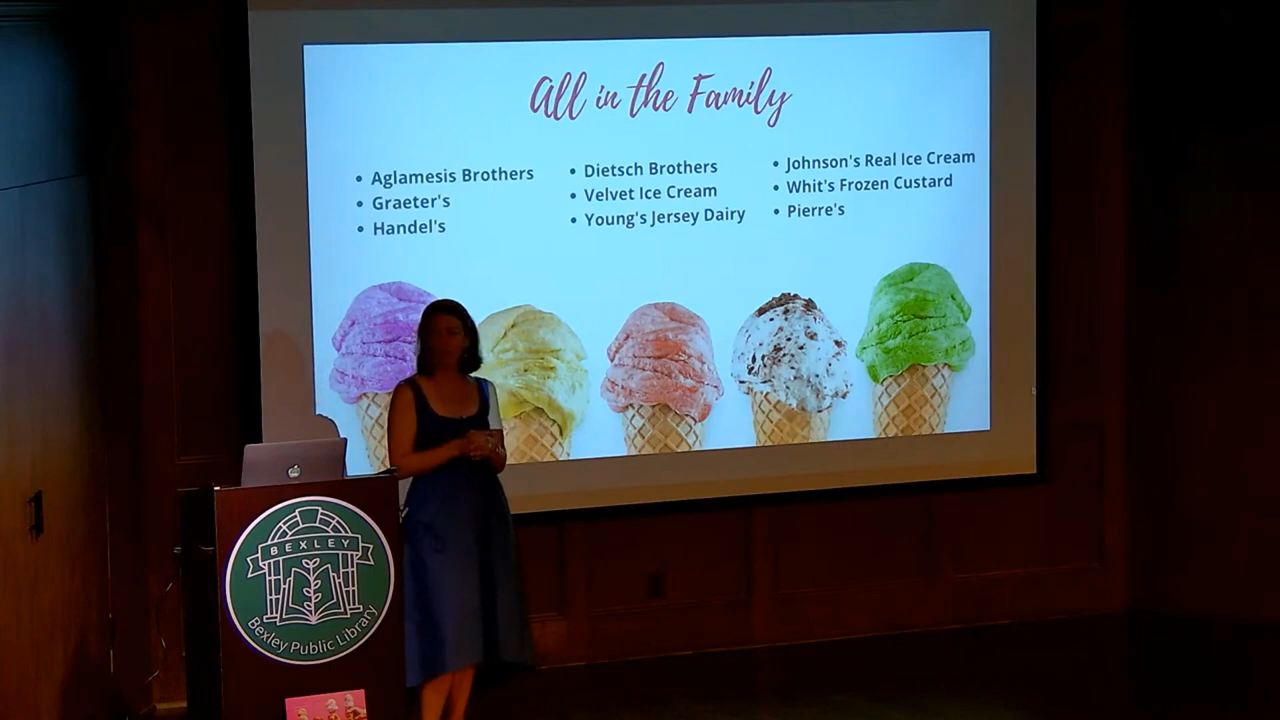 All in the Family
• Aglamesis Brothers
• Graeter's
• Handel's
• Dietsch Brothers
• Velvet Ice Cream
• Young's Jersey Dairy
• Johnson's Real Ice Cream
• Whit's Frozen Custard
• Pierre's
BEXLEY
Bexley Public Library